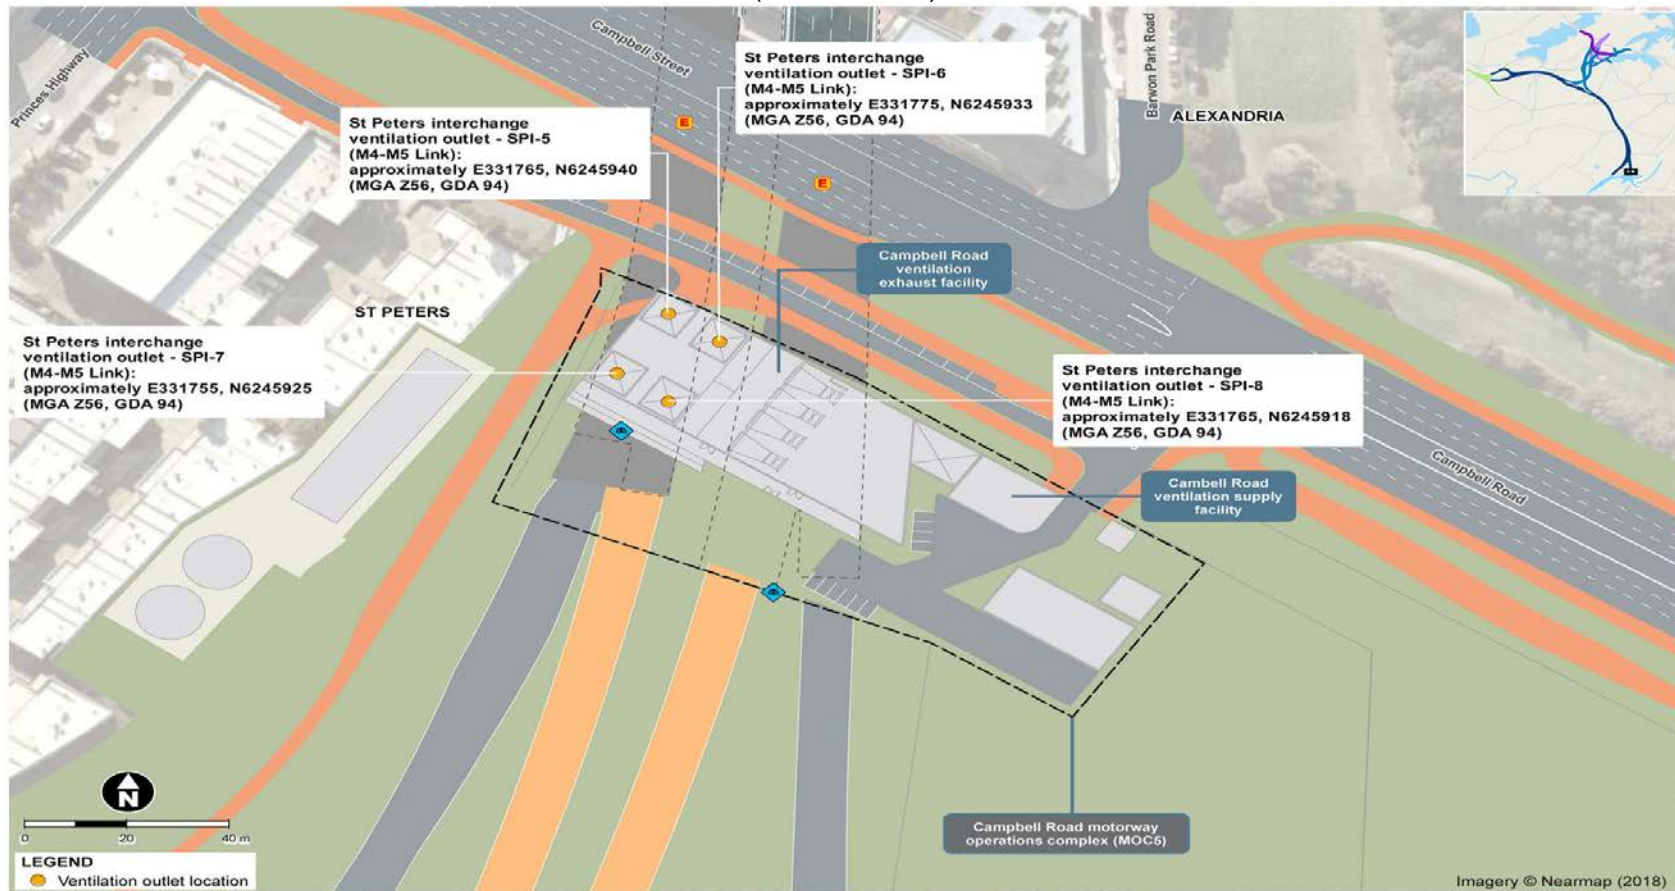 Princes Highway
Campbell Street
St Peters interchange
ventilation outlet - SPI-6
(M4-M5 Link):
approximately E331775, N6245933
(MGA Z56, GDA 94)
Barwon Park Road
ALEXANDRIA
St Peters interchange
ventilation outlet - SPI-5
(M4-M5 Link):
approximately E331765, N6245940
(MGA Z56, GDA 94)
E
E
Campbell Road
ventilation
exhaust facility
ST PETERS
St Peters interchange
ventilation outlet - SPI-7
(M4-M5 Link):
approximately E331755, N6245925
(MGA Z56, GDA 94)
St Peters interchange
ventilation outlet - SPI-8
(M4-M5 Link):
approximately E331765, N6245918
(MGA Z56, GDA 94)
Campbell Road
Cambell Road
ventilation supply
facility
N
0 20 40 m
Campbell Road motorway
operations complex (MOC5)
LEGEND
Ventilation outlet location
Imagery © Nearmap (2018)